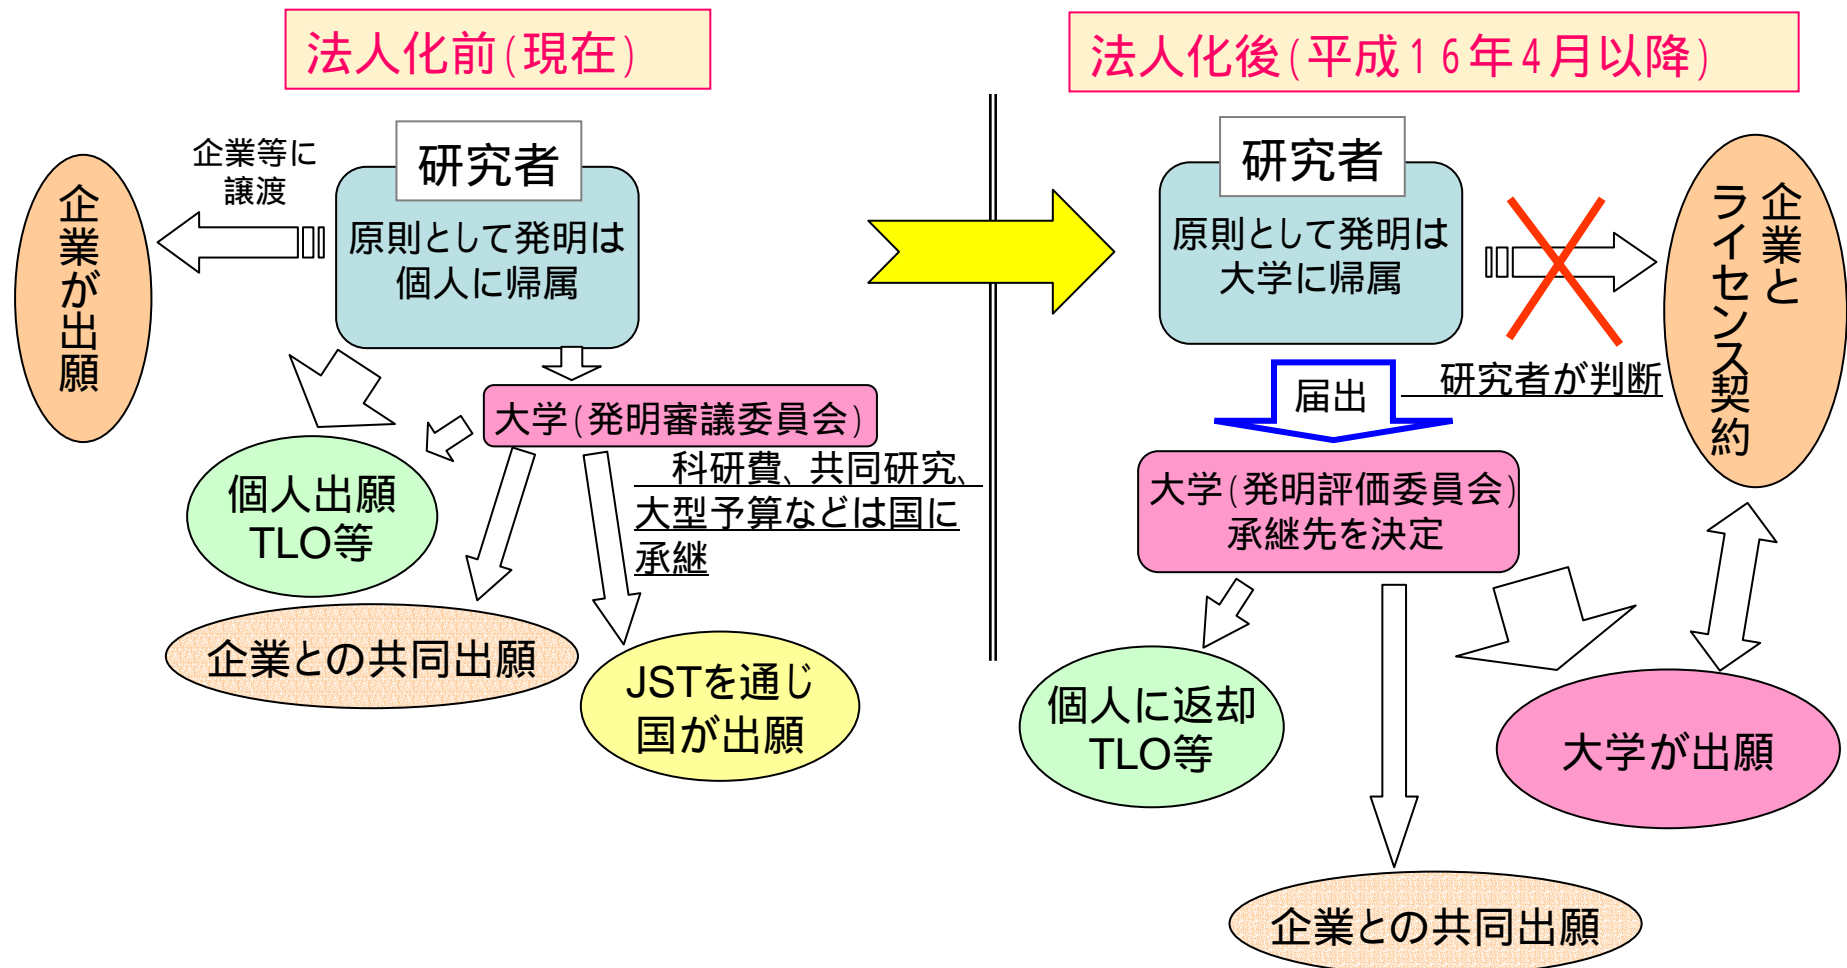 法人化前(現在)
研究者
原則として発明は
個人に帰属
企業等に
譲渡
企業が出願
大学(発明審議委員会)
科研費、共同研究、
大型予算などは国に
承継
個人出願
TLO等
企業との共同出願
JSTを通じ
国が出願
法人化後(平成16年4月以降)
研究者
原則として発明は
大学に帰属
研究者が判断
企業と
ライセンス契約
届出
大学(発明評価委員会)
承継先を決定
個人に返却
TLO等
大学が出願
企業との共同出願